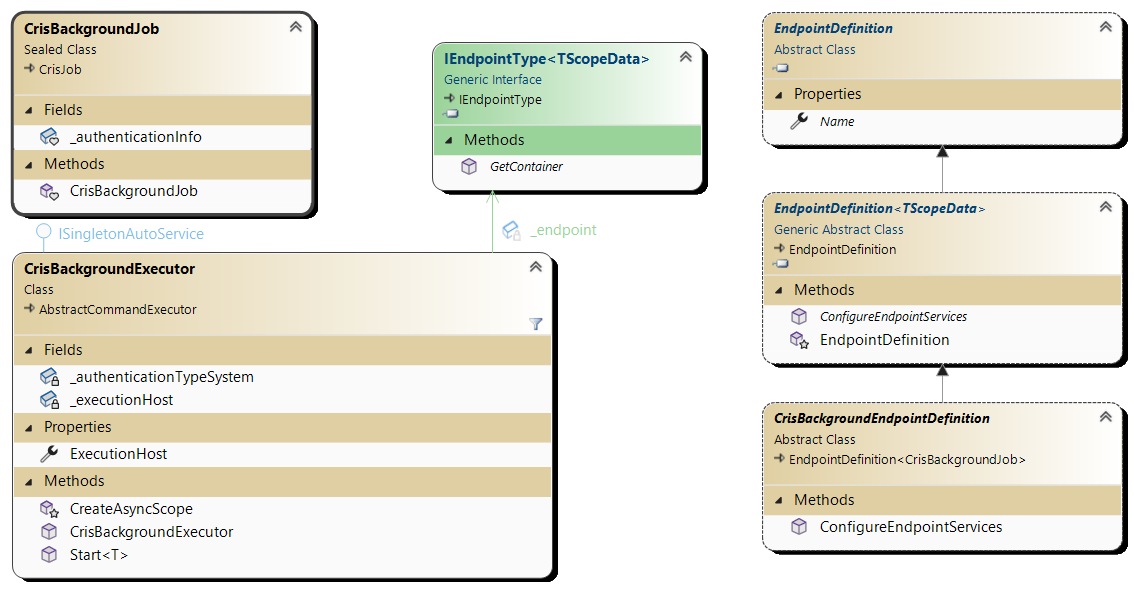 CrisBackgroundJob
Sealed Class
CrisJob
Fields
_authenticationInfo
Methods
CrisBackgroundJob
ISingletonAutoService
CrisBackgroundExecutor
Class
AbstractCommandExecutor
Fields
_authenticationTypeSystem
_executionHost
Properties
ExecutionHost
Methods
CreateAsyncScope
CrisBackgroundExecutor
Start<T>
IEndpointType<TScopeData>
Generic Interface
IEndpointType
Methods
GetContainer
_endpoint
EndpointDefinition
Abstract Class
Properties
Name
EndpointDefinition<TScopeData>
Generic Abstract Class
EndpointDefinition
Methods
ConfigureEndpointServices
EndpointDefinition
CrisBackgroundEndpointDefinition
Abstract Class
EndpointDefinition<CrisBackgroundJob>
Methods
ConfigureEndpointServices